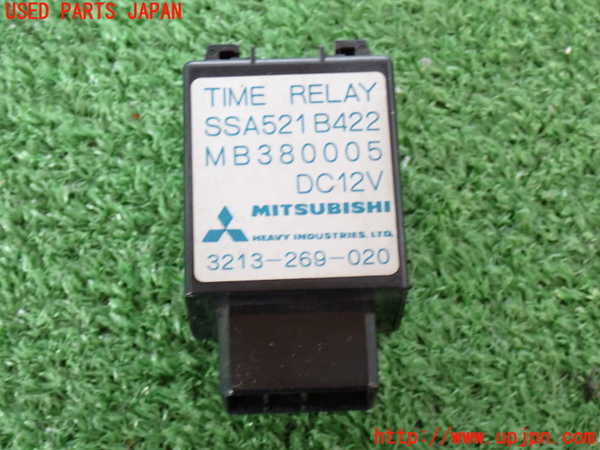 USED PARTS JAPAN
TIME RELAY
SSA521B422
MB380005
DC12V
MITSUBISHI
HEAVY INDUSTRIES, LTD.
3213-269-020
http://www.upjpn.com/